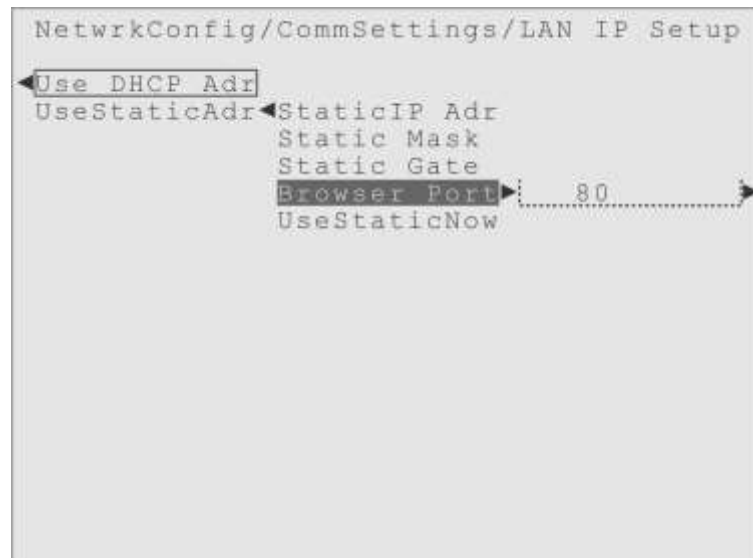 NetwrkConfig/CommSettings/LAN IP Setup
Use DHCP Adr
UseStaticAdr StaticIP Adr
Static Mask
Static Gate
Browser Port 80
UseStaticNow